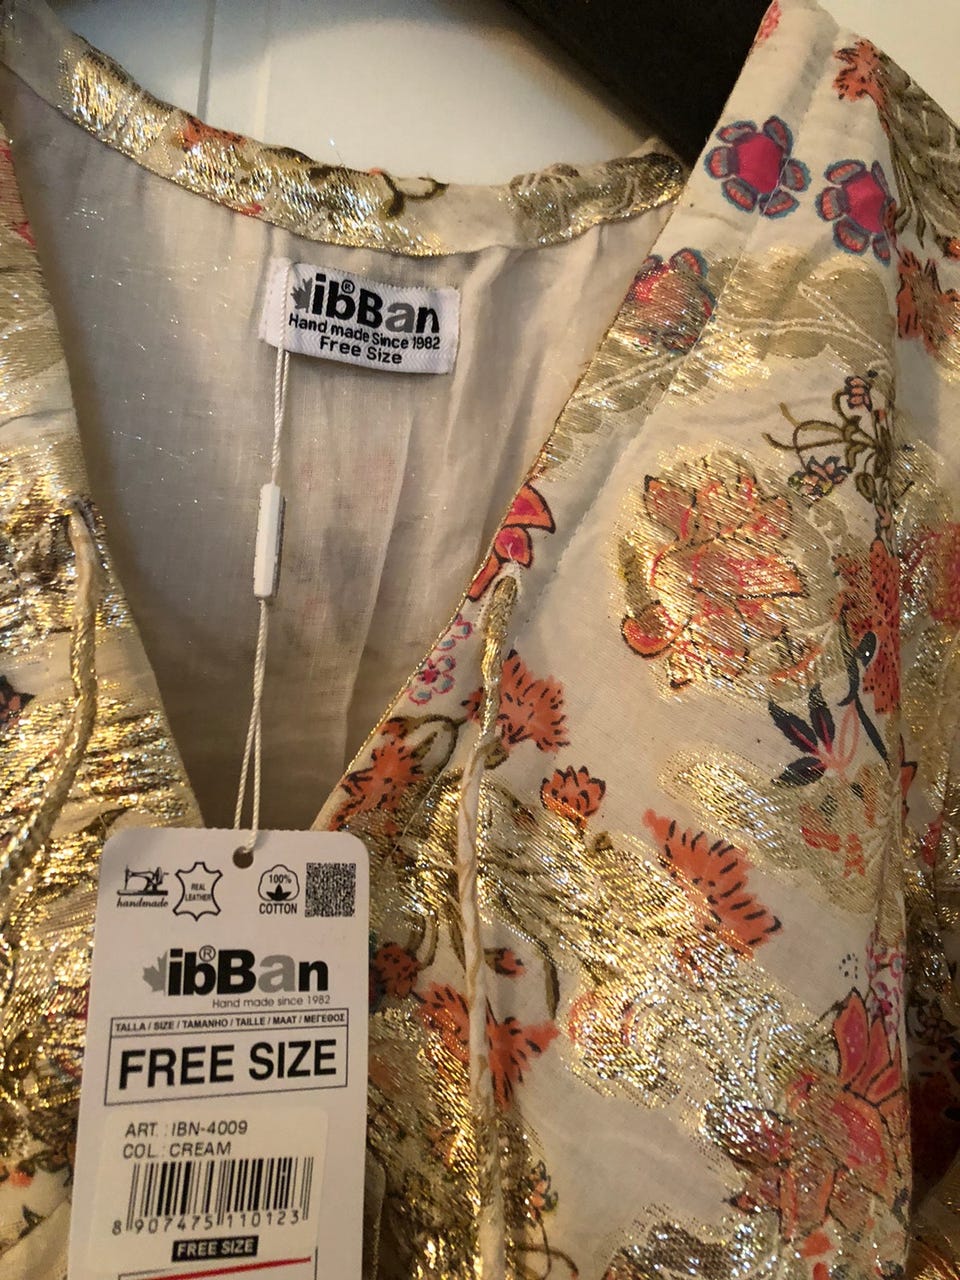 ibBan®
Hand made Since 1982
Free Size
handmade
REAL
LEATHER
100%
COTTON
ibBan®
Hand made since 1982
TALLA / SIZE / TAMANHO / TAILLE / MAAT / ΜΕΓΕΘΟΣ
FREE SIZE
ART. : IBN-4009
COL. : CREAM
8 907475 110123
FREE SIZE